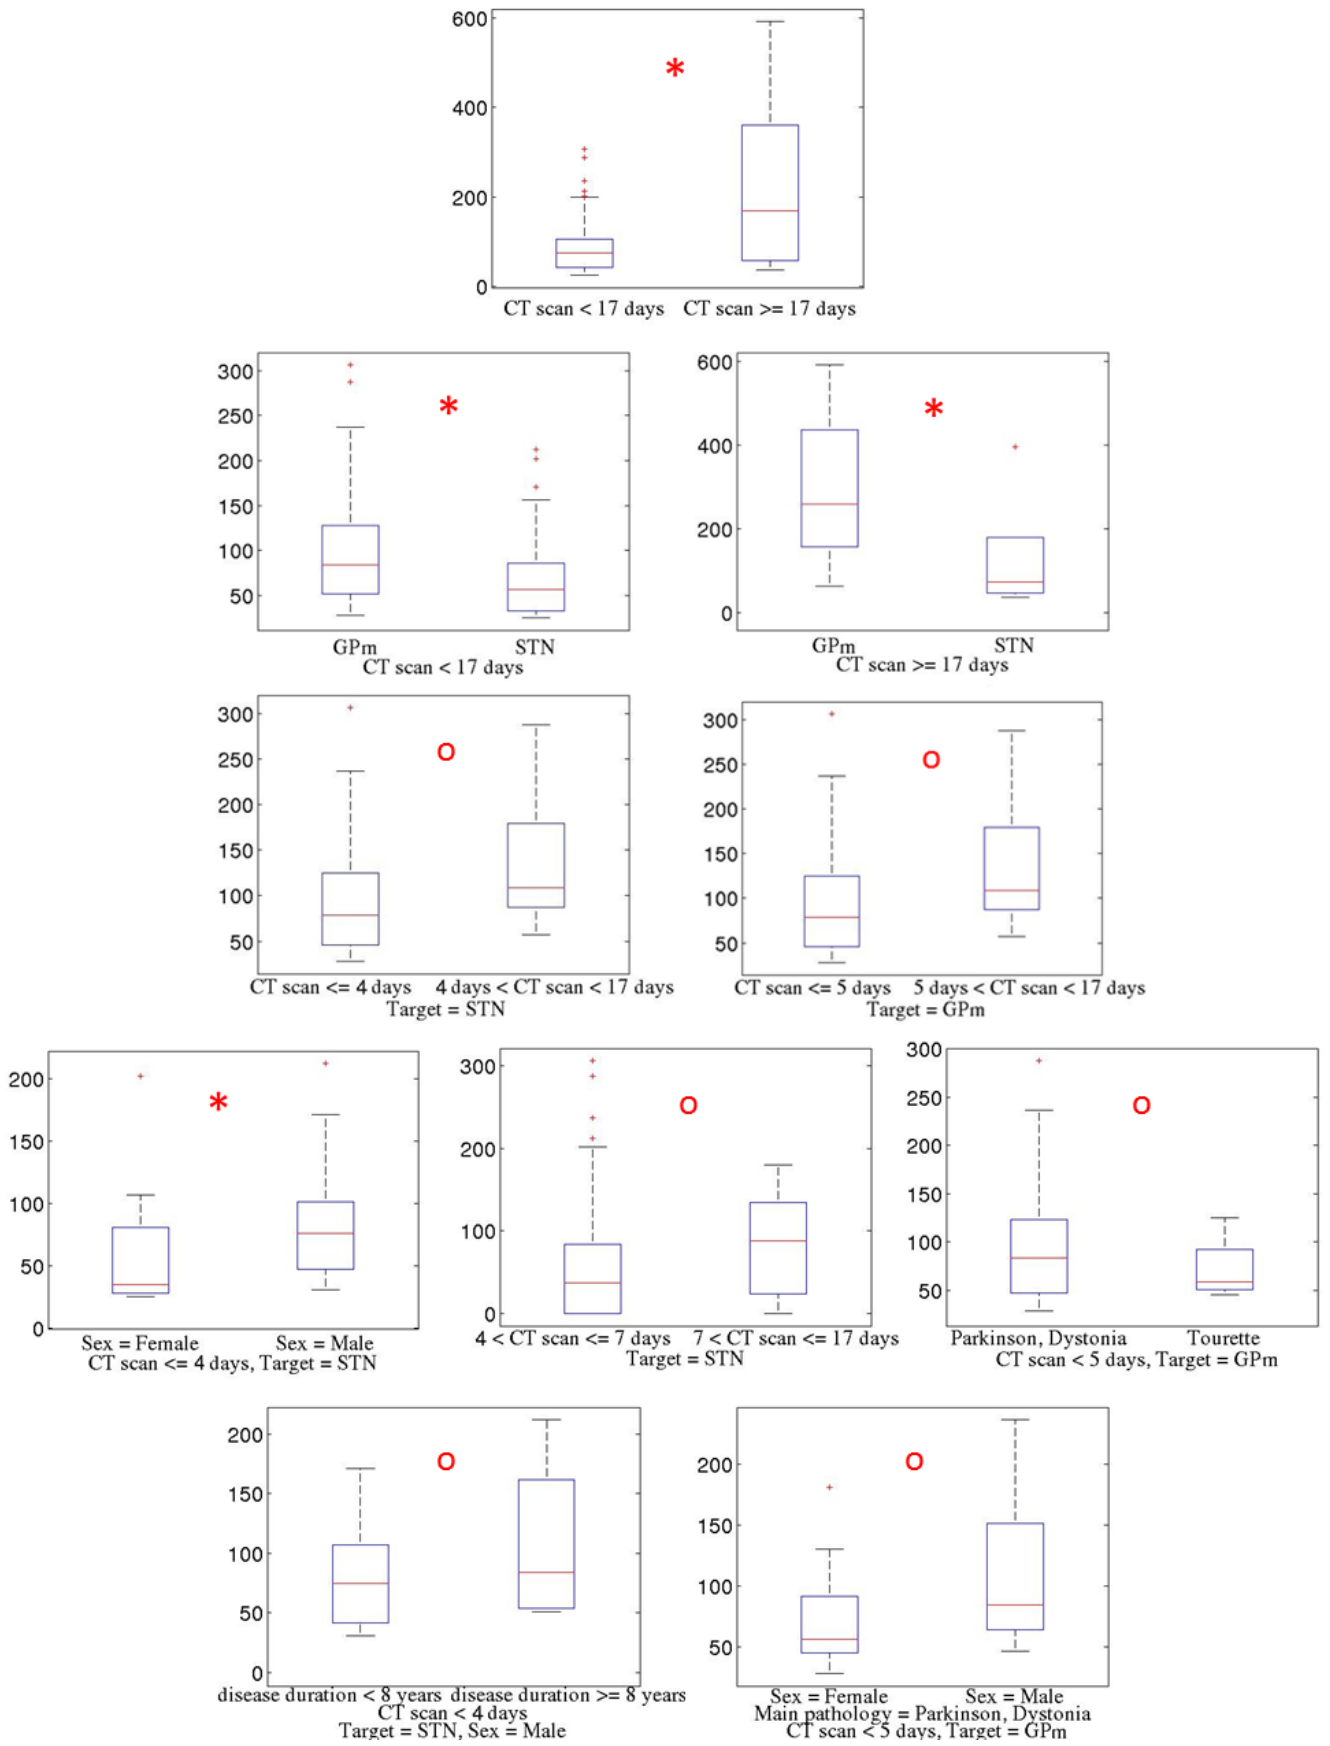 600
400
200
0
*
CT scan < 17 days CT scan >= 17 days
300
250
200
150
100
50
*
GPm STN
CT scan < 17 days
600
400
200
0
*
GPm STN
CT scan >= 17 days
300
250
200
150
100
50
o
CT scan <= 4 days 4 days < CT scan < 17 days
Target = STN
300
250
200
150
100
50
o
CT scan <= 5 days 5 days < CT scan < 17 days
Target = GPm
200
150
100
50
0
*
Sex = Female Sex = Male
CT scan <= 4 days, Target = STN
300
200
100
0
o
4 < CT scan <= 7 days 7 < CT scan <= 17 days
Target = STN
300
250
200
150
100
50
o
Parkinson, Dystonia Tourette
CT scan < 5 days, Target = GPm
200
150
100
50
0
o
disease duration < 8 years disease duration >= 8 years
CT scan < 4 days
Target = STN, Sex = Male
200
150
100
50
o
Sex = Female Sex = Male
Main pathology = Parkinson, Dystonia
CT scan < 5 days, Target = GPm